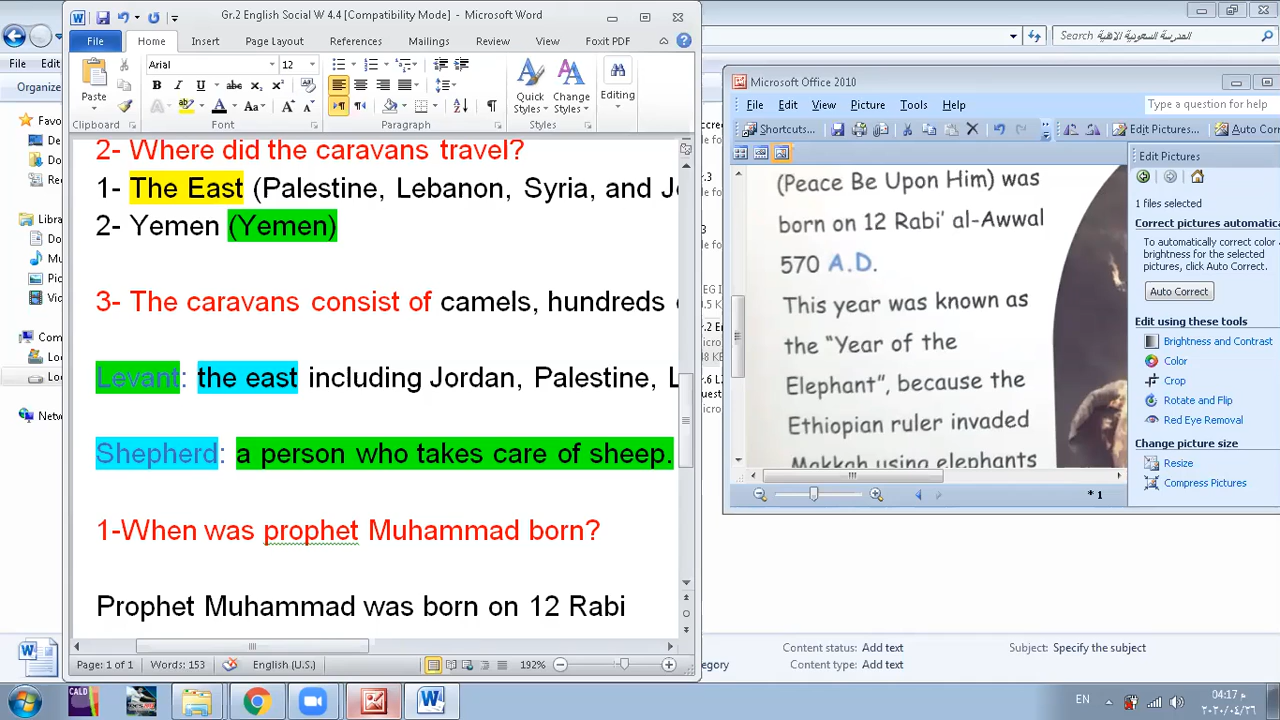 Gr.2 English Social W 4.4 [Compatibility Mode] - Microsoft Word
File Home Insert Page Layout References Mailings Review View Foxit PDF
Arial 12
Paste
Quick Styles
Change Styles
Editing
Clipboard Font Paragraph Styles
2- Where did the caravans travel?
1- The East (Palestine, Lebanon, Syria, and
2- Yemen (Yemen)
3- The caravans consist of camels, hundreds
Levant: the east including Jordan, Palestine,
Shepherd: a person who takes care of sheep.
1-When was prophet Muhammad born?
Prophet Muhammad was born on 12 Rabi
Page: 1 of 1 Words: 153 English (U.S.) 192%
File
Organize
المدرسة السعودية الاهلية Search
Microsoft Office 2010
File Edit View Picture Tools Help
Type a question for help
Shortcuts... Edit Pictures... Auto
(Peace Be Upon Him) was
born on 12 Rabi' al-Awwal
570 A.D.
This year was known as
the "Year of the
Elephant", because the
Ethiopian ruler invaded
Makkah using elephants
* 1
Edit Pictures
1 files selected
Correct pictures
To automatically correct color
brightness for the selected
pictures, click Auto Correct.
Auto Correct
Edit using these tools
Brightness and Contrast
Color
Crop
Rotate and Flip
Red Eye Removal
Change picture size
Resize
Compress Pictures
Content status: Add text
Content type: Add text
Subject: Specify the subject
CALD
EN
04:17 م
٢٠٢٠/٠٤/٢٦